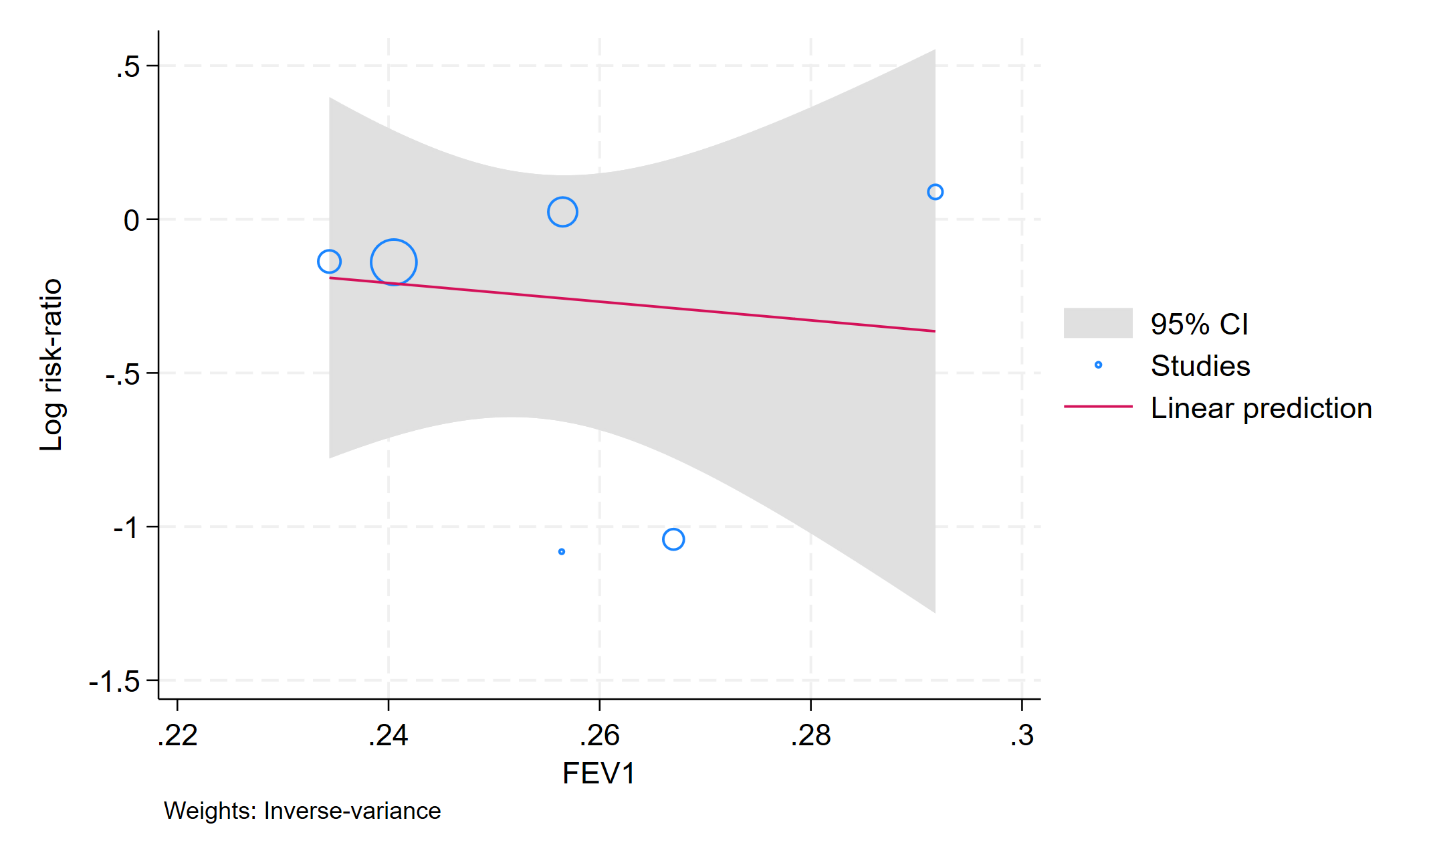 .5
0
-.5
-1
-1.5
Log risk-ratio
.22 .24 .26 .28 .3
FEV1
Weights: Inverse-variance
95% CI
Studies
Linear prediction